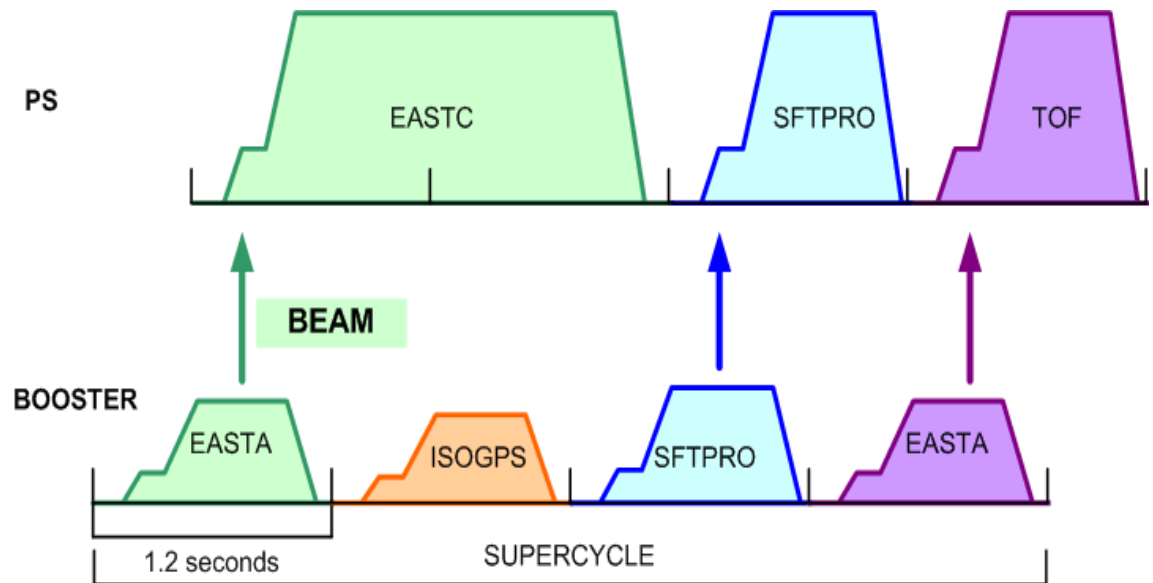 PS
EASTC
SFTPRO
TOF
BEAM
BOOSTER
EASTA
ISOGPS
SFTPRO
EASTA
1.2 seconds
SUPERCYCLE